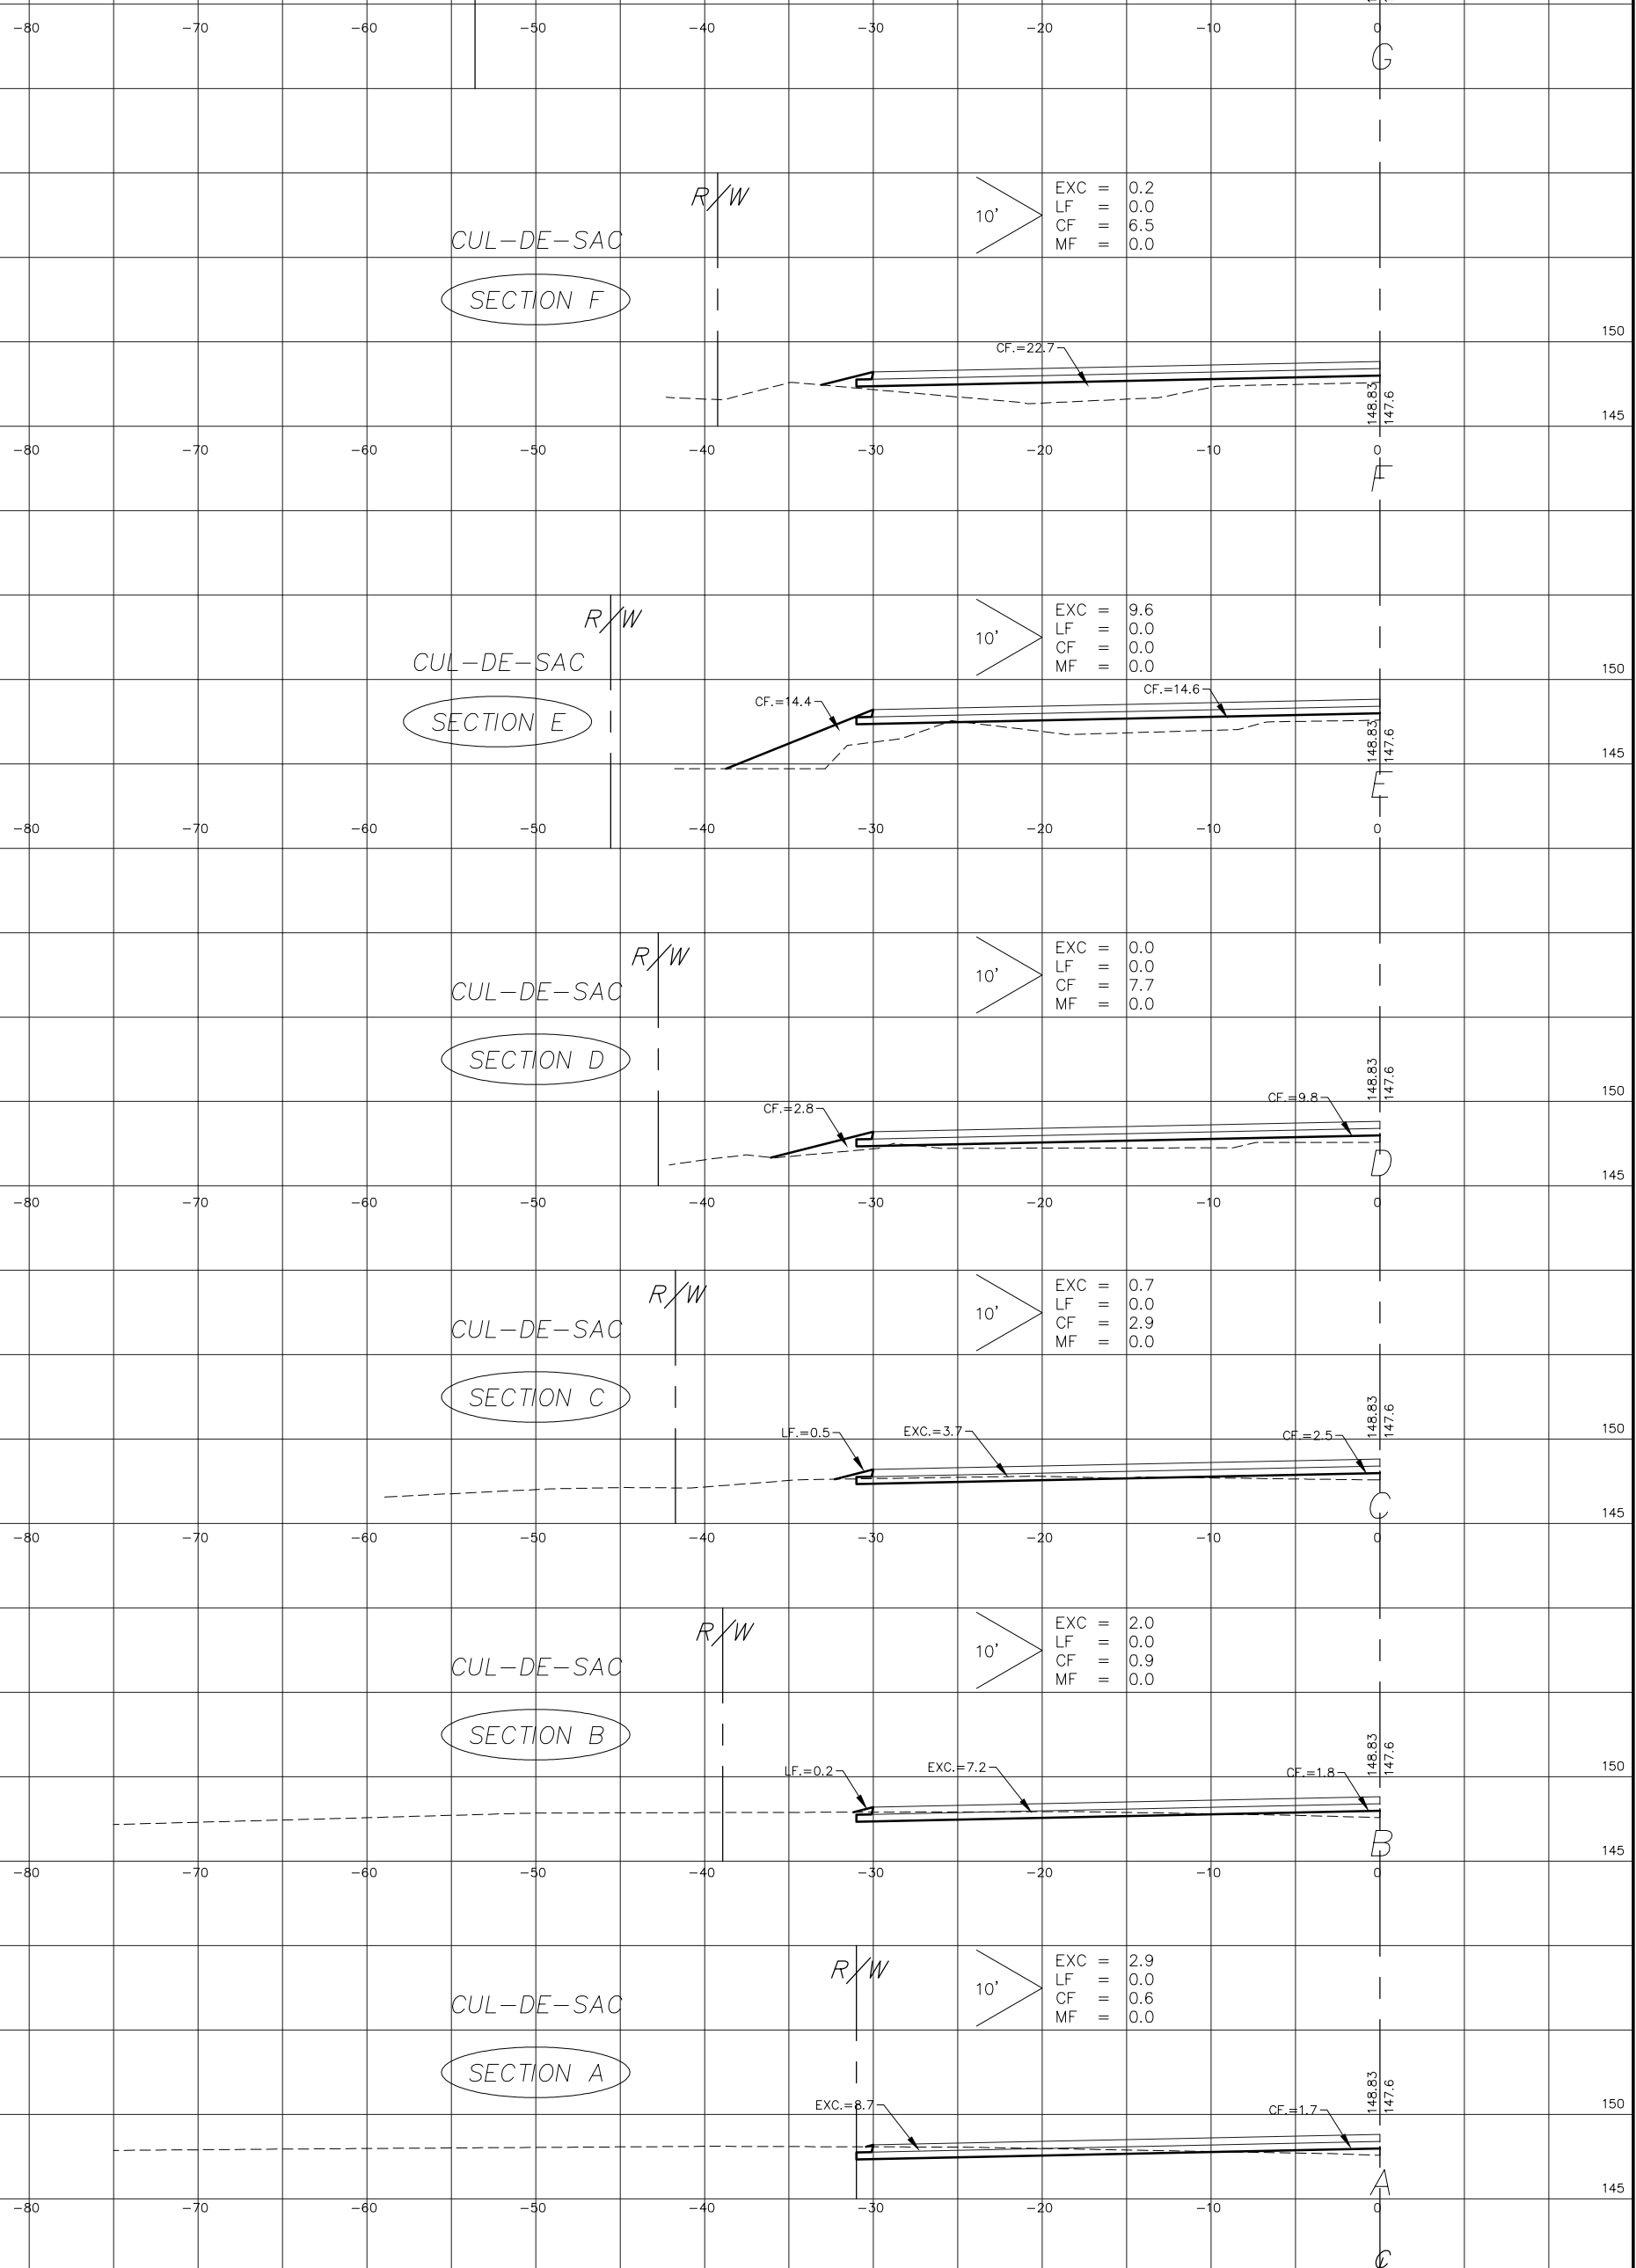 -80 -70 -60 -50 -40 -30 -20 -10 0
G
R/W
EXC = 0.2
LF = 0.0
CF = 6.5
MF = 0.0
10'
CUL-DE-SAC
SECTION F
150
CF.=22.7
148.83
147.6
145
-80 -70 -60 -50 -40 -30 -20 -10 0
F
R/W
EXC = 9.6
LF = 0.0
CF = 0.0
MF = 0.0
10'
CUL-DE-SAC
SECTION E
150
CF.=14.4
CF.=14.6
148.83
147.6
145
E
-80 -70 -60 -50 -40 -30 -20 -10 0
R/W
EXC = 0.0
LF = 0.0
CF = 7.7
MF = 0.0
10'
CUL-DE-SAC
SECTION D
148.83
147.6
150
CF.=2.8
CF.=9.8
D
145
-80 -70 -60 -50 -40 -30 -20 -10 0
R/W
EXC = 0.7
LF = 0.0
CF = 2.9
MF = 0.0
10'
CUL-DE-SAC
SECTION C
148.83
147.6
150
LF.=0.5
EXC.=3.7
CF.=2.5
C
145
-80 -70 -60 -50 -40 -30 -20 -10 0
R/W
EXC = 2.0
LF = 0.0
CF = 0.9
MF = 0.0
10'
CUL-DE-SAC
SECTION B
148.83
147.6
150
LF.=0.2
EXC.=7.2
CF.=1.8
B
145
-80 -70 -60 -50 -40 -30 -20 -10 0
R/W
EXC = 2.9
LF = 0.0
CF = 0.6
MF = 0.0
10'
CUL-DE-SAC
SECTION A
148.83
147.6
150
EXC.=8.7
CF.=1.7
A
145
-80 -70 -60 -50 -40 -30 -20 -10 0